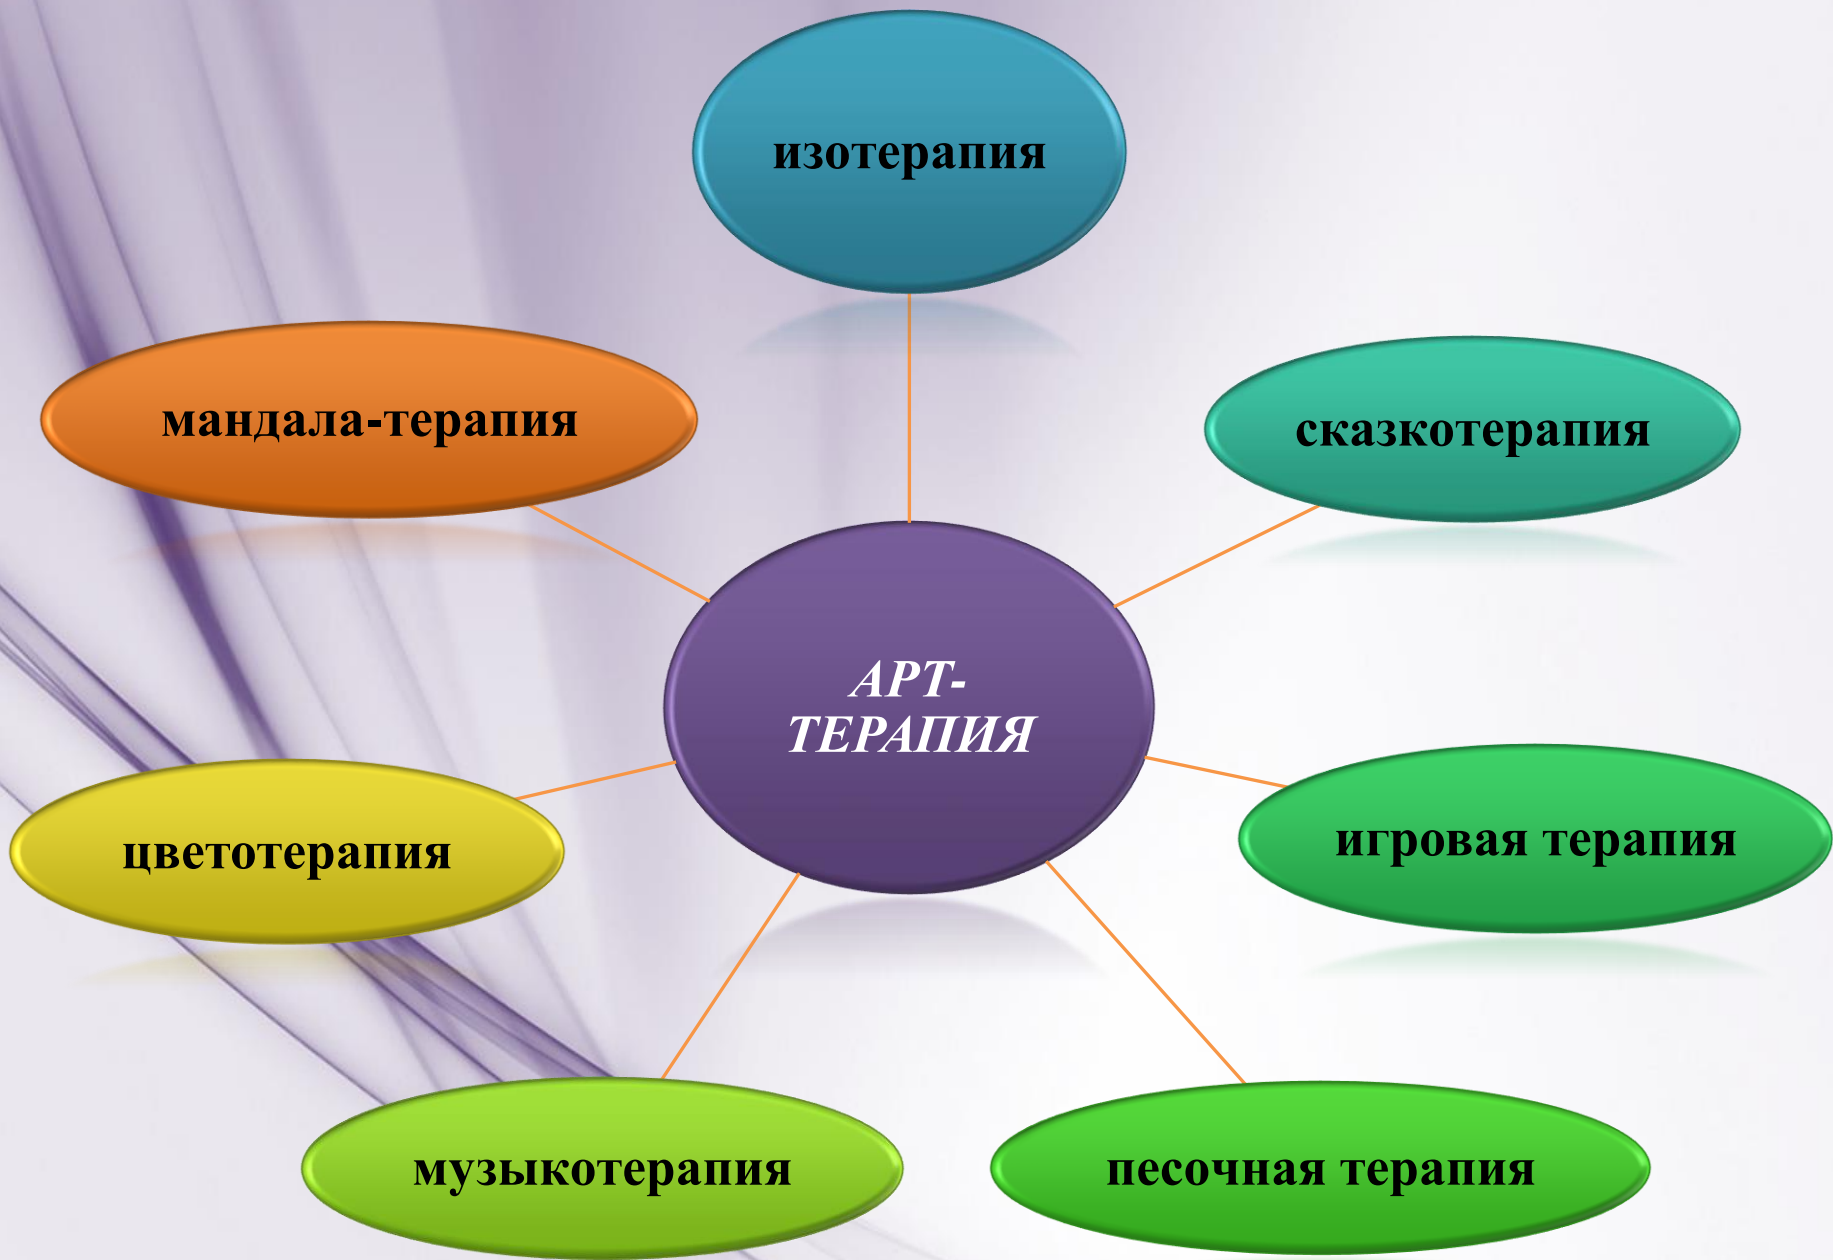 изотерапия
мандала-терапия
сказкотерапия
АРТ-
ТЕРАПИЯ
цветотерапия
игровая терапия
музыкотерапия
песочная терапия